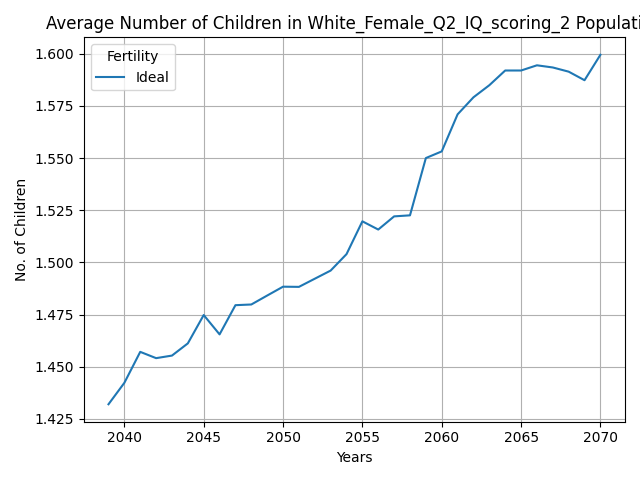 Average Number of Children in White_Female_Q2_IQ_scoring_2 Populati
Fertility
Ideal
1.600
1.575
1.550
1.525
1.500
1.475
1.450
1.425
No. of Children
2040 2045 2050 2055 2060 2065 2070
Years